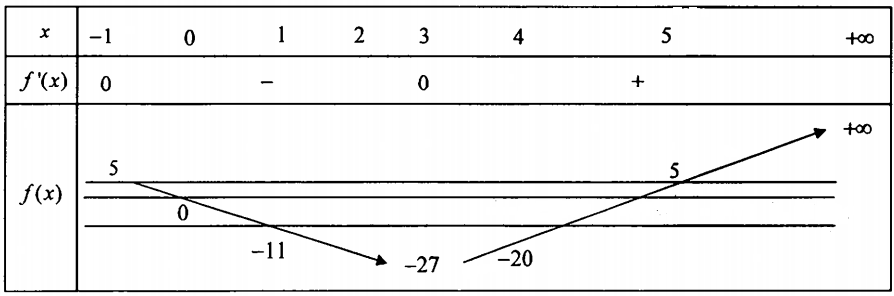 x −1 0 1 2 3 4 5 +∞
f'(x) 0 − 0 +
+∞
5 5
f(x)
0
−11 −27 −20